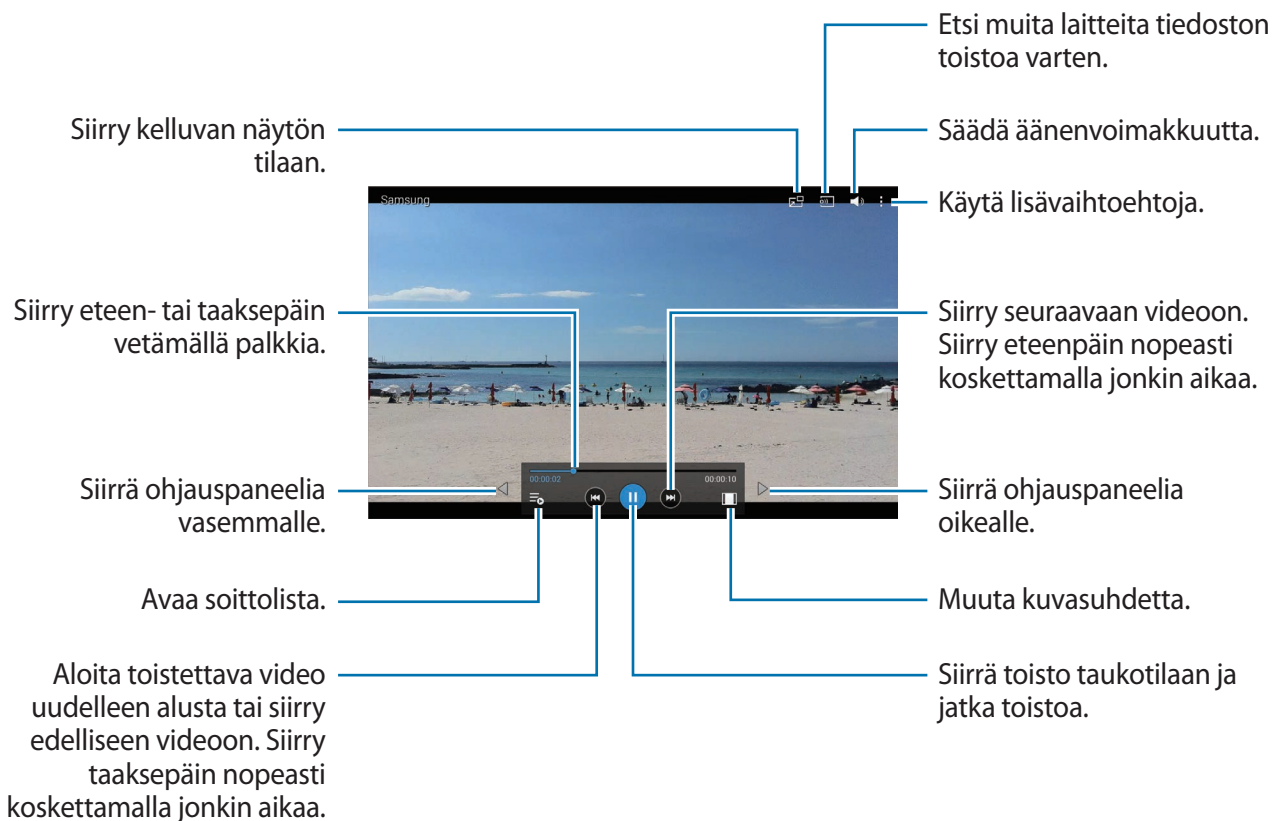 Etsi muita laitteita tiedoston
toistoa varten.
Siirry kelluvan näytön
tilaan.
Säädä äänenvoimakkuutta.
Samsung
Käytä lisävaihtoehtoja.
Siirry eteen- tai taaksepäin
vetämällä palkkia.
Siirry seuraavaan videoon.
Siirry eteenpäin nopeasti
koskettamalla jonkin aikaa.
00:00:02
00:00:10
Siirrä ohjauspaneelia
vasemmalle.
Siirrä ohjauspaneelia
oikealle.
Avaa soittolista.
Muuta kuvasuhdetta.
Aloita toistettava video
uudelleen alusta tai siirry
edelliseen videoon. Siirry
taaksepäin nopeasti
koskettamalla jonkin aikaa.
Siirrä toisto taukotilaan ja
jatka toistoa.